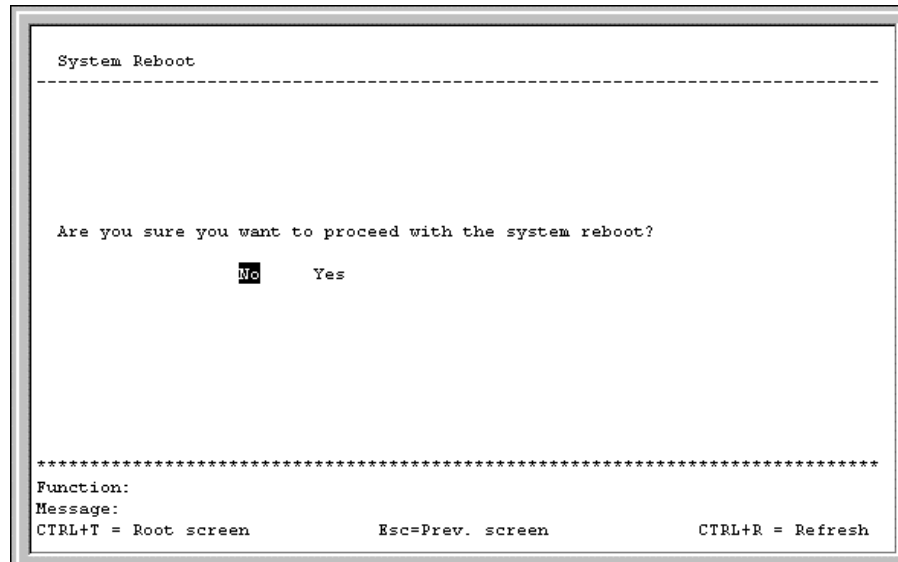 System Reboot
--------------------------------------------------------------------------------
Are you sure you want to proceed with the system reboot?
No Yes
********************************************************************************
Function:
Message:
CTRL+T = Root screen Esc=Prev. screen CTRL+R = Refresh